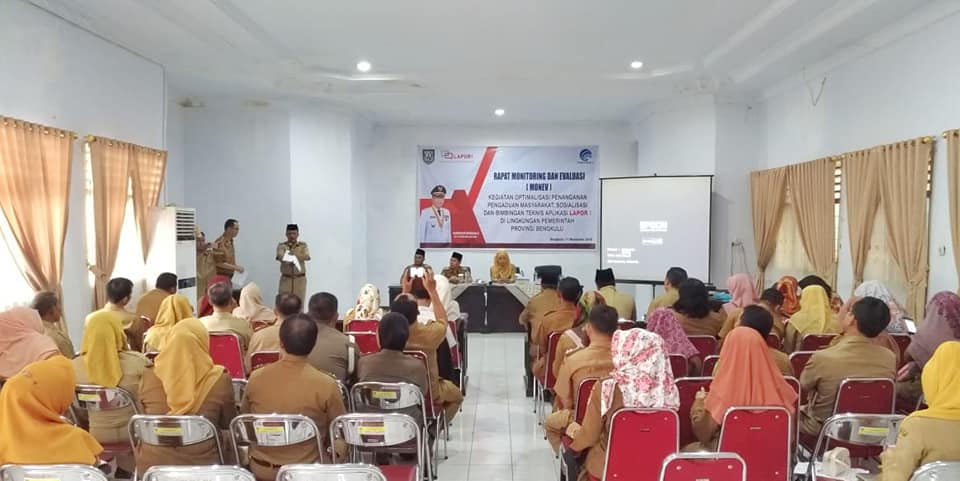 LAPOR!
RAPAT MONITORING DAN EVALUASI
( MONEV )
KEGIATAN OPTIMALISASI PENANGANAN
PENGADUAN MASYARAKAT, SOSIALISASI
DAN BIMBINGAN TEKNIS APLIKASI LAPOR !
DI LINGKUNGAN PEMERINTAH
PROVINSI BENGKULU